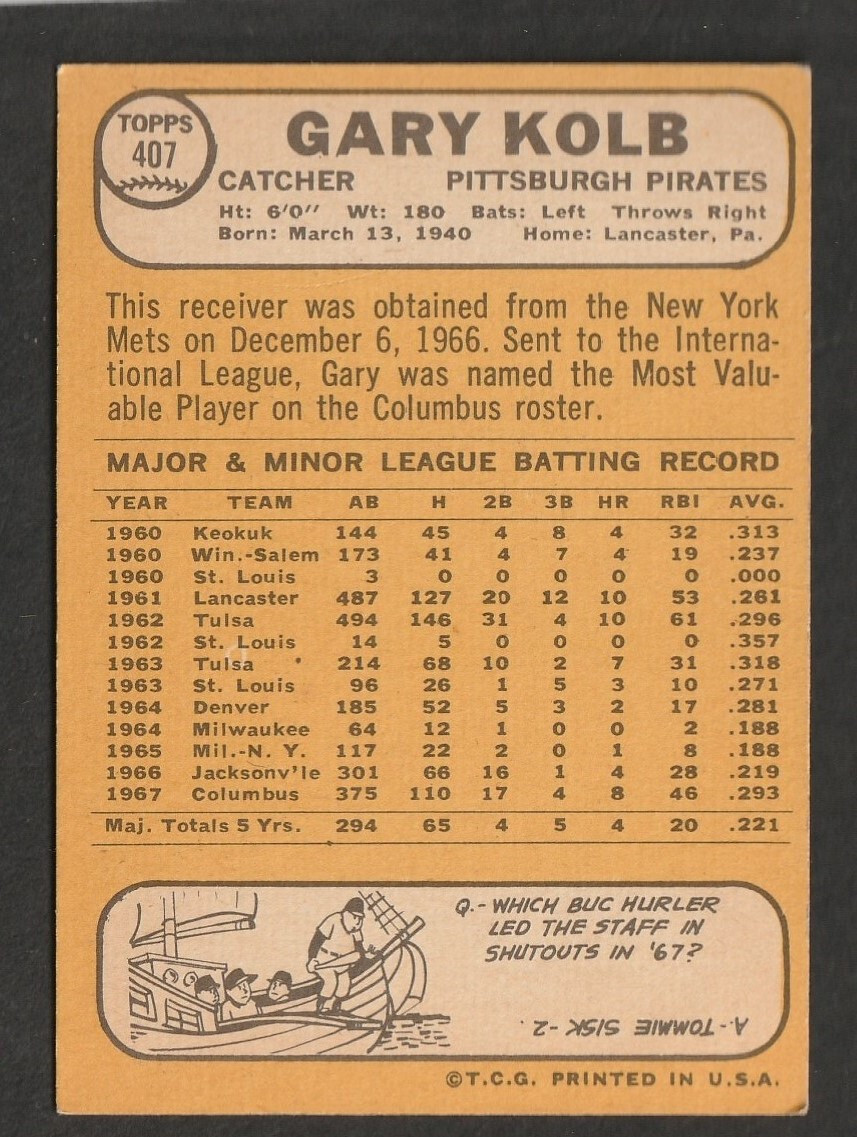 TOPPS
407
GARY KOLB
CATCHER PITTSBURGH PIRATES
Ht: 6'0" Wt: 180 Bats: Left Throws Right
Born: March 13, 1940 Home: Lancaster, Pa.
This receiver was obtained from the New York
Mets on December 6, 1966. Sent to the Interna-
tional League, Gary was named the Most Valu-
able Player on the Columbus roster.
MAJOR & MINOR LEAGUE BATTING RECORD
YEAR TEAM AB H 2B 3B HR RBI AVG.
1960 Keokuk 144 45 4 8 4 32 .313
1960 Win.-Salem 173 41 4 7 4 19 .237
1960 St. Louis 3 0 0 0 0 0 .000
1961 Lancaster 487 127 20 12 10 53 .261
1962 Tulsa 494 146 31 4 10 61 .296
1962 St. Louis 14 5 0 0 0 0 .357
1963 Tulsa 214 68 10 2 7 31 .318
1963 St. Louis 96 26 1 5 3 10 .271
1964 Denver 185 52 5 3 2 17 .281
1964 Milwaukee 64 12 1 0 0 2 .188
1965 Mil.-N. Y. 117 22 2 0 1 8 .188
1966 Jacksonv'le 301 66 16 1 4 28 .219
1967 Columbus 375 110 17 4 8 46 .293
Maj. Totals 5 Yrs. 294 65 4 5 4 20 .221
Q.- WHICH BUC HURLER
LED THE STAFF IN
SHUTOUTS IN '67?
A.- TOMMIE SISK - 2.
©T.C.G. PRINTED IN U.S.A.